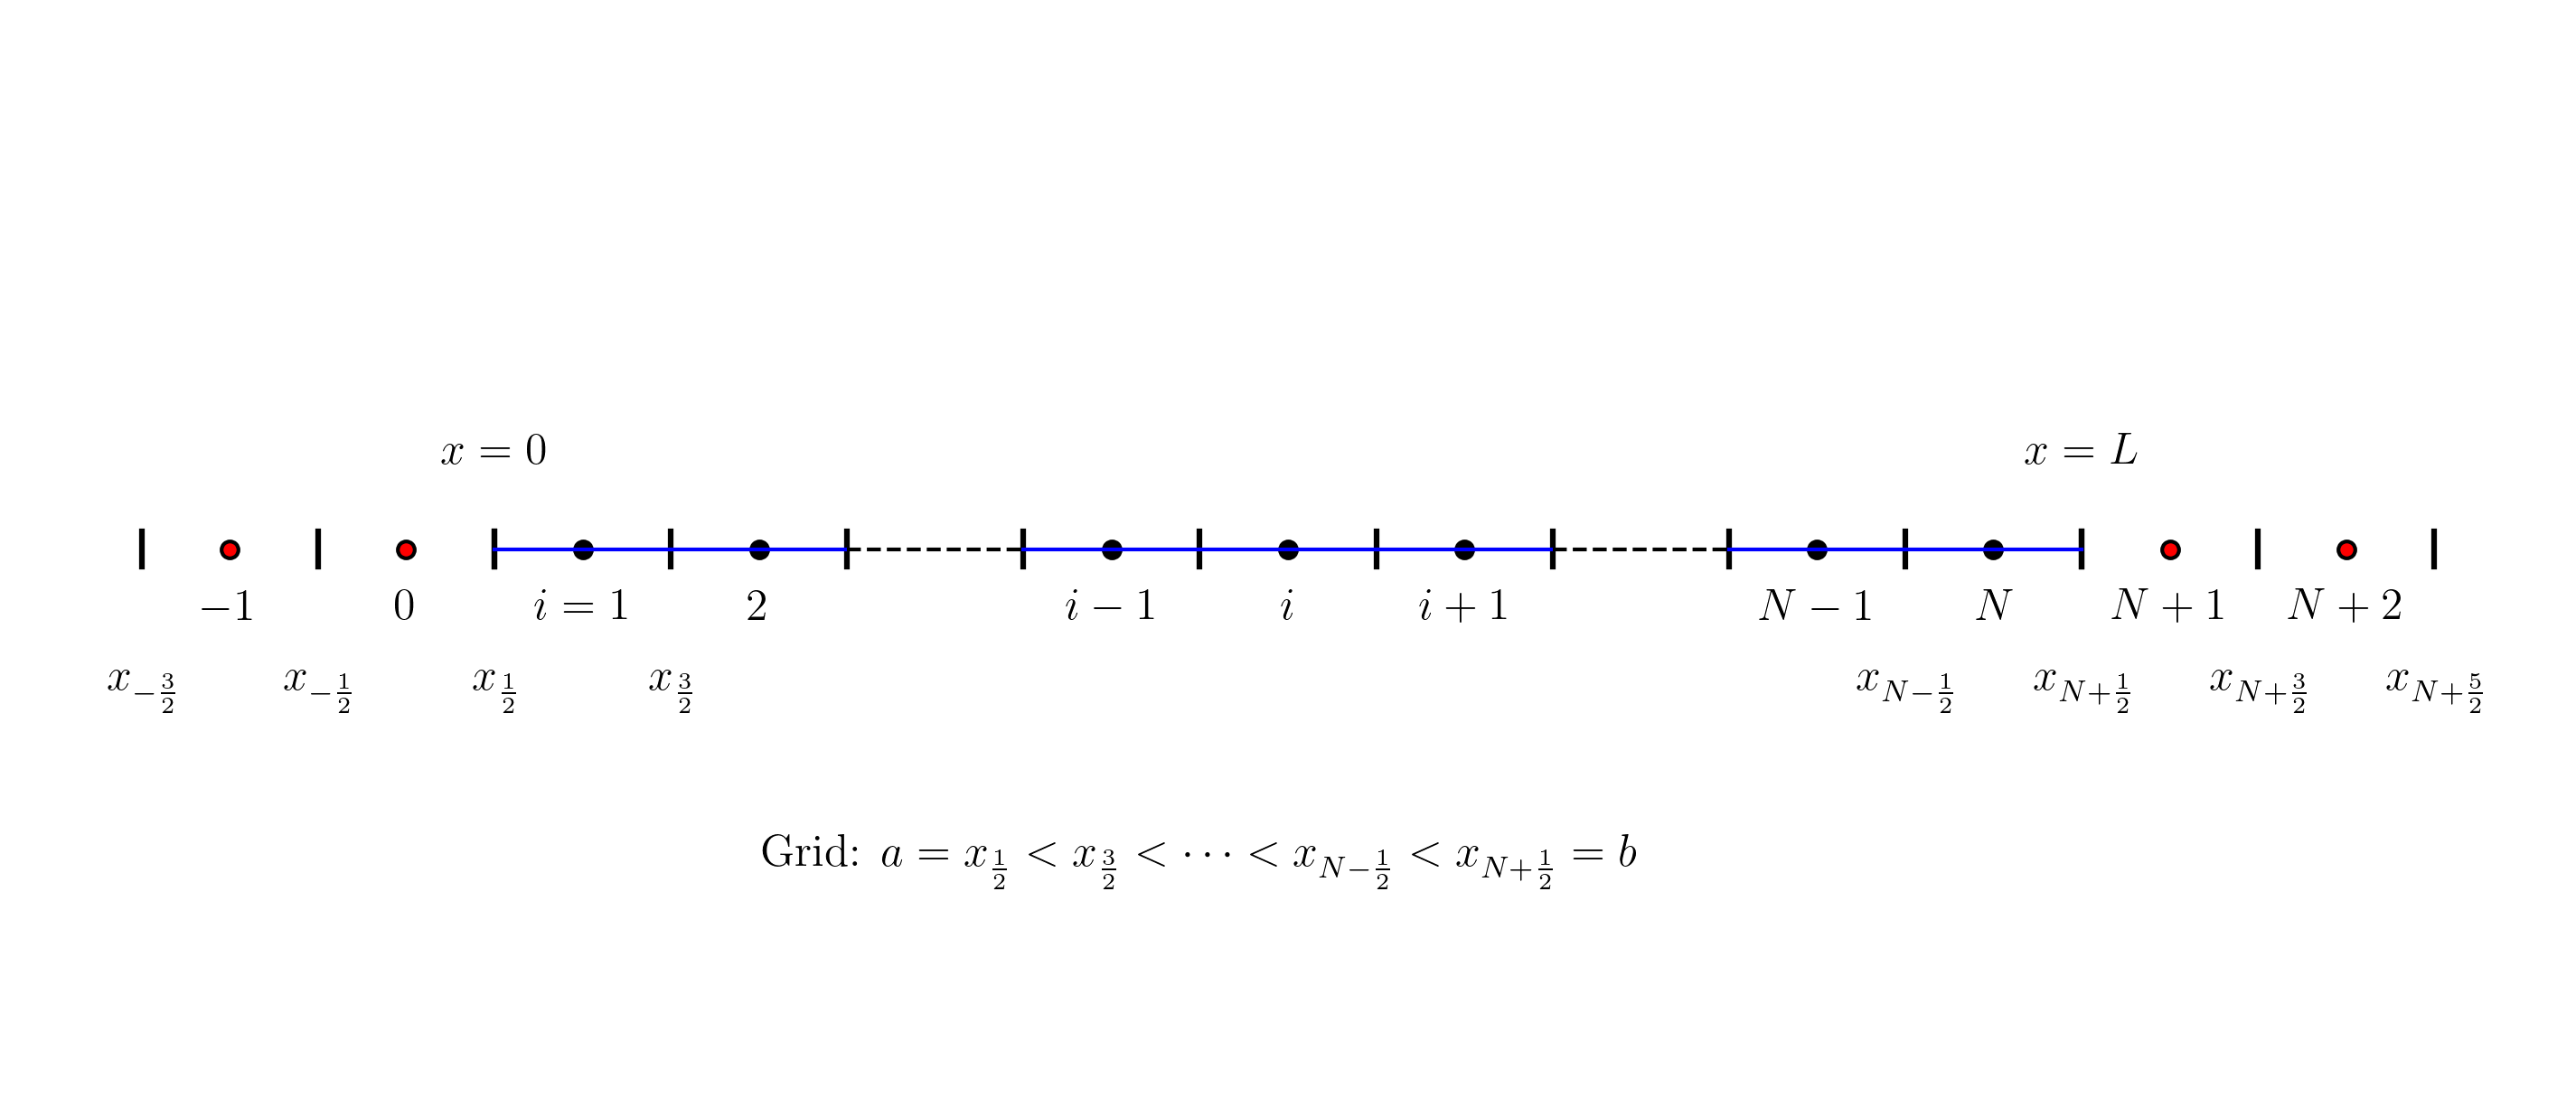 x = 0 x = L
−1 0 i = 1 2 i − 1 i i + 1 N − 1 N N + 1 N + 2
x_{-\frac{3}{2}} x_{-\frac{1}{2}} x_{\frac{1}{2}} x_{\frac{3}{2}} x_{N-\frac{1}{2}} x_{N+\frac{1}{2}} x_{N+\frac{3}{2}} x_{N+\frac{5}{2}}
Grid: a = x_{\frac{1}{2}} < x_{\frac{3}{2}} < ⋯ < x_{N-\frac{1}{2}} < x_{N+\frac{1}{2}} = b